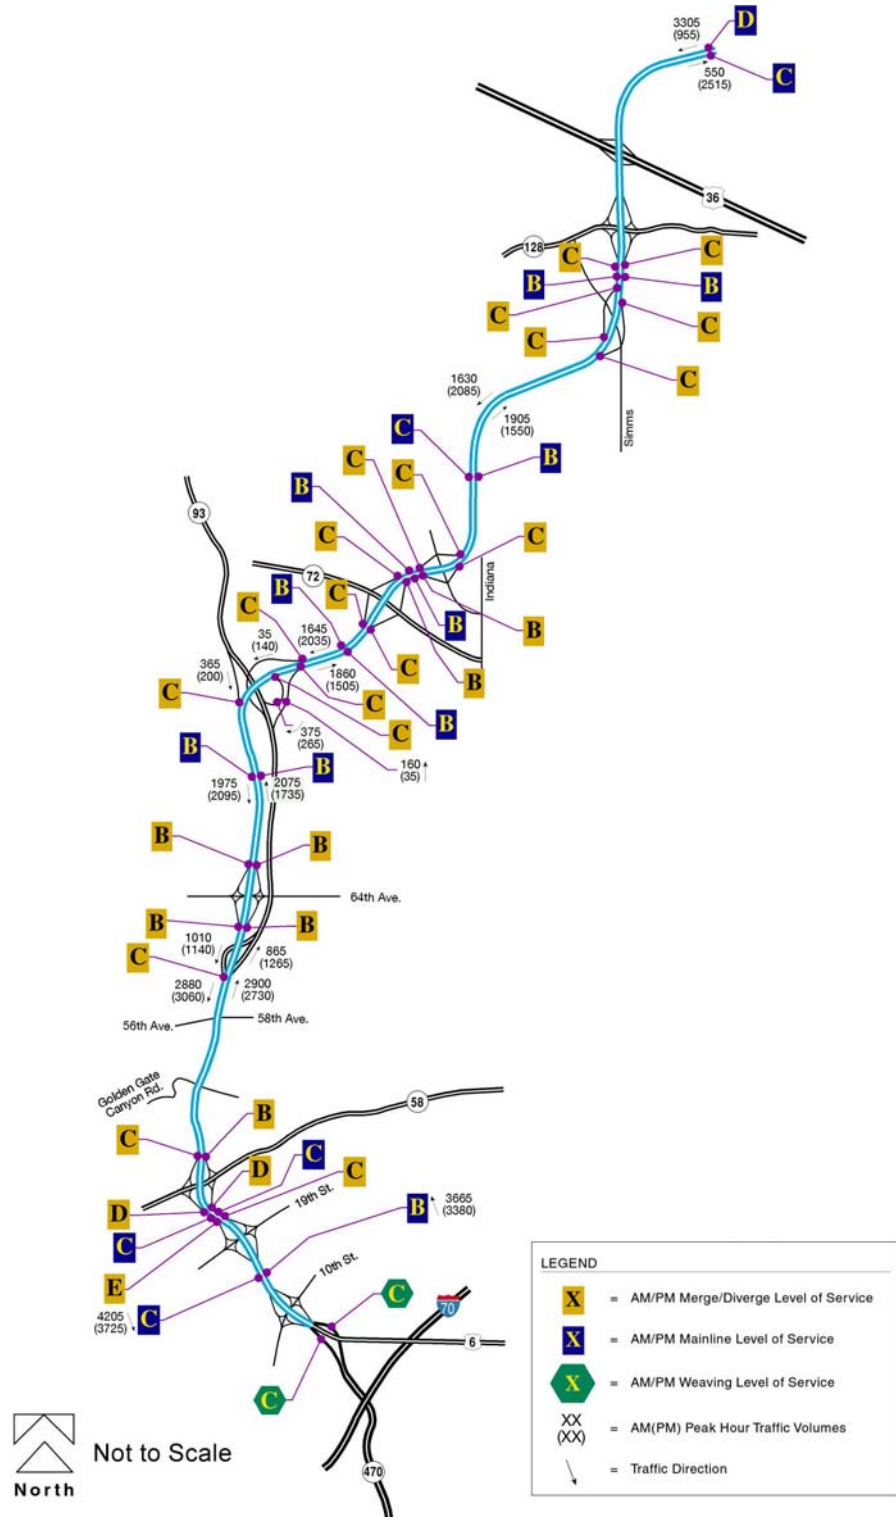 3305
(955)
D
550
(2515)
C
36
128
C
C
B
B
C
C
C
C
1630
(2085)
1905
(1550)
Simms
C
B
C
C
B
93
C
C
72
Indiana
B
C
C
B
B
35
(140)
1645
(2035)
365
(200)
1860
(1505)
C
B
C
C
C
B
375
(265)
160
(35)
B
B
1975
(2095)
2075
(1735)
B
B
64th Ave.
B
B
1010
(1140)
865
(1265)
C
2880
(3060)
2900
(2730)
56th Ave.
58th Ave.
Golden Gate
Canyon Rd.
58
B
C
C
D
C
19th St.
B
3665
(3380)
D
C
10th St.
E
4205
(3725)
C
C
70
6
C
470
LEGEND
X = AM/PM Merge/Diverge Level of Service
X = AM/PM Mainline Level of Service
X = AM/PM Weaving Level of Service
XX
(XX) = AM(PM) Peak Hour Traffic Volumes
= Traffic Direction
Not to Scale
North